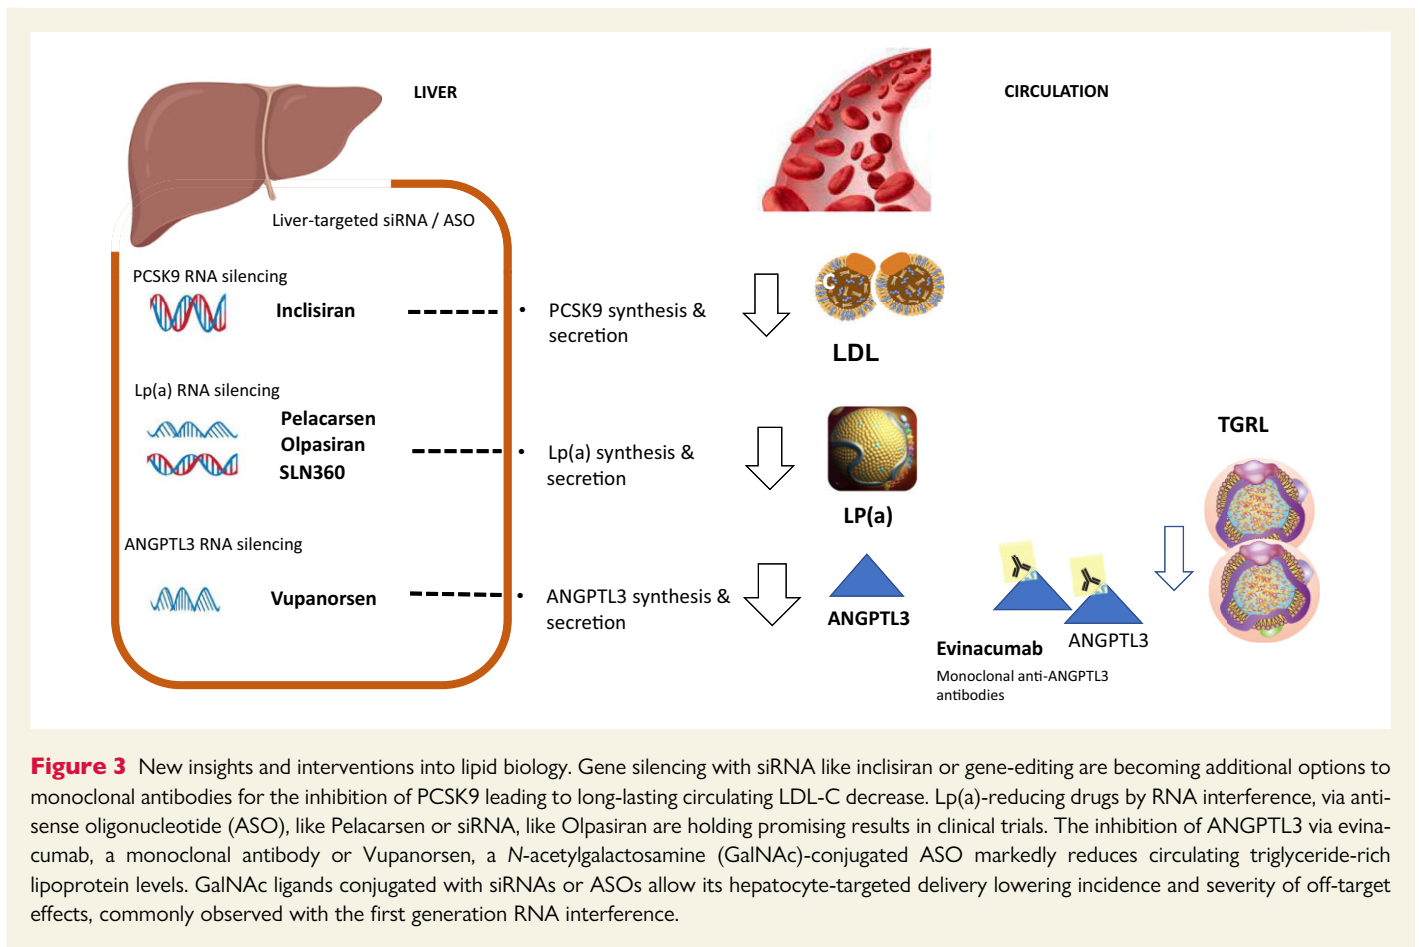 LIVER
CIRCULATION
Liver-targeted siRNA / ASO
PCSK9 RNA silencing
Inclisiran
• PCSK9 synthesis &
secretion
C
LDL
Lp(a) RNA silencing
Pelacarsen
Olpasiran
SLN360
• Lp(a) synthesis &
secretion
LP(a)
TGRL
ANGPTL3 RNA silencing
Vupanorsen
• ANGPTL3 synthesis &
secretion
ANGPTL3
Evinacumab
ANGPTL3
Monoclonal anti-ANGPTL3
antibodies
Figure 3 New insights and interventions into lipid biology. Gene silencing with siRNA like inclisiran or gene-editing are becoming additional options to
monoclonal antibodies for the inhibition of PCSK9 leading to long-lasting circulating LDL-C decrease. Lp(a)-reducing drugs by RNA interference, via anti-
sense oligonucleotide (ASO), like Pelacarsen or siRNA, like Olpasiran are holding promising results in clinical trials. The inhibition of ANGPTL3 via evina-
cumab, a monoclonal antibody or Vupanorsen, a N-acetylgalactosamine (GalNAc)-conjugated ASO markedly reduces circulating triglyceride-rich
lipoprotein levels. GalNAc ligands conjugated with siRNAs or ASOs allow its hepatocyte-targeted delivery lowering incidence and severity of off-target
effects, commonly observed with the first generation RNA interference.